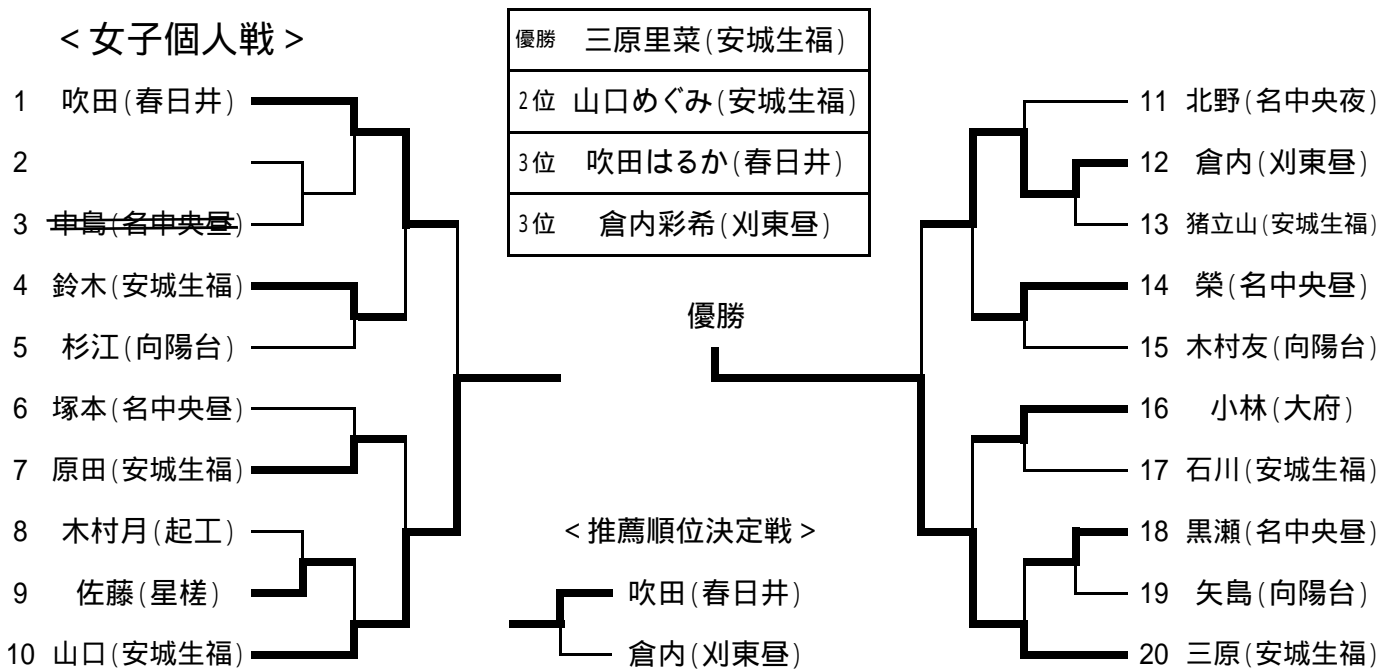 ＜女子個人戦＞
優勝 三原里菜(安城生福)
2位 山口めぐみ(安城生福)
3位 吹田はるか(春日井)
3位 倉内彩希(刈東昼)
1 吹田(春日井)
2
3 中島(名中央昼)
4 鈴木(安城生福)
5 杉江(向陽台)
6 塚本(名中央昼)
7 原田(安城生福)
8 木村月(起工)
9 佐藤(星槎)
10 山口(安城生福)
優勝
＜推薦順位決定戦＞
吹田(春日井)
倉内(刈東昼)
11 北野(名中央夜)
12 倉内(刈東昼)
13 猪立山(安城生福)
14 榮(名中央昼)
15 木村友(向陽台)
16 小林(大府)
17 石川(安城生福)
18 黒瀬(名中央昼)
19 矢島(向陽台)
20 三原(安城生福)